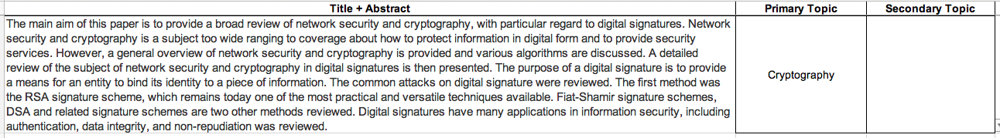 Title + Abstract
Primary Topic
Secondary Topic
The main aim of this paper is to provide a broad review of network security and cryptography, with particular regard to digital signatures. Network
security and cryptography is a subject too wide ranging to coverage about how to protect information in digital form and to provide security
services. However, a general overview of network security and cryptography is provided and various algorithms are discussed. A detailed
review of the subject of network security and cryptography in digital signatures is then presented. The purpose of a digital signature is to provide
a means for an entity to bind its identity to a piece of information. The common attacks on digital signature were reviewed. The first method was
the RSA signature scheme, which remains today one of the most practical and versatile techniques available. Fiat-Shamir signature schemes,
DSA and related signature schemes are two other methods reviewed. Digital signatures have many applications in information security, including
authentication, data integrity, and non-repudiation was reviewed.
Cryptography